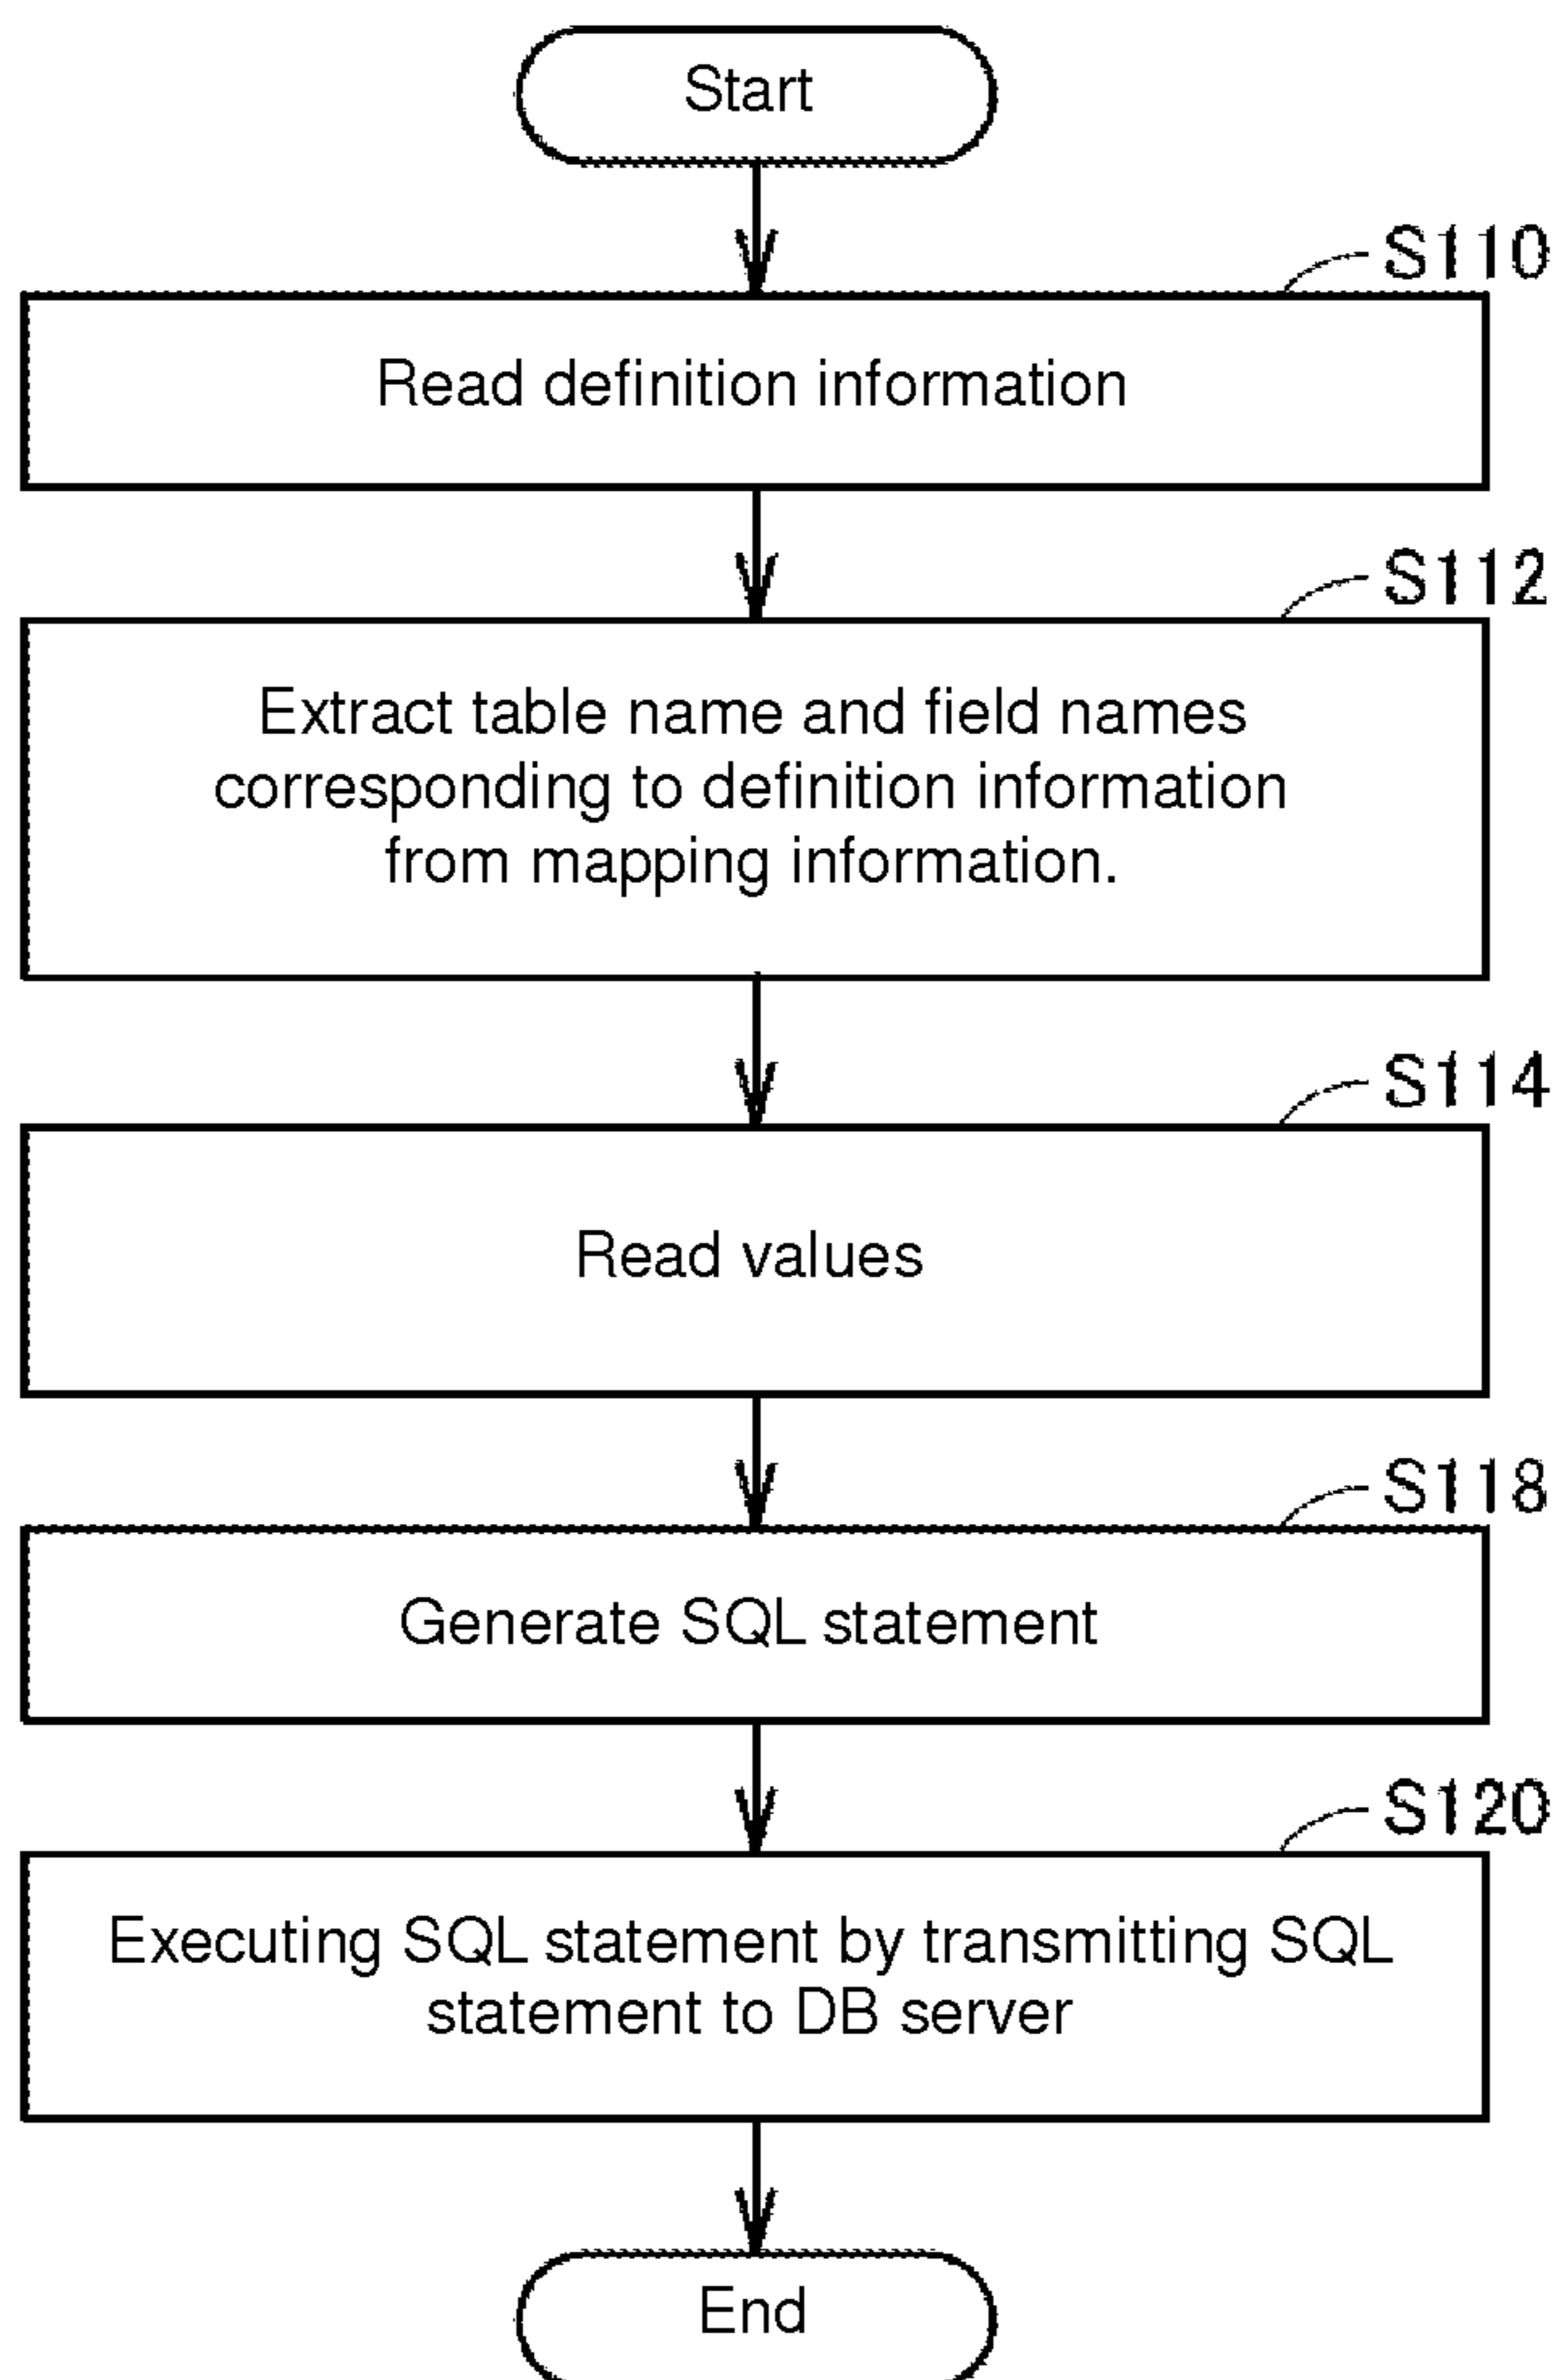 Start
S110
Read definition information
S112
Extract table name and field names
corresponding to definition information
from mapping information.
S114
Read values
S118
Generate SQL statement
S120
Executing SQL statement by transmitting SQL
statement to DB server
End